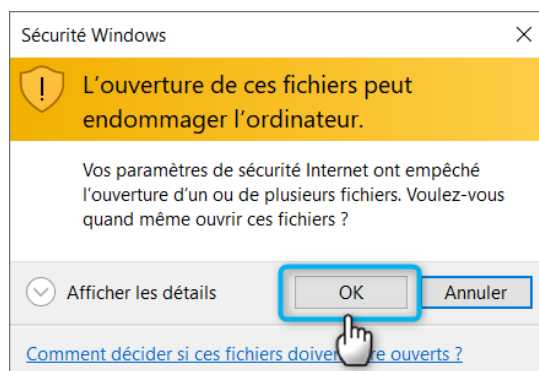 Sécurité Windows
L'ouverture de ces fichiers peut
endommager l'ordinateur.
Vos paramètres de sécurité Internet ont empêché
l'ouverture d'un ou de plusieurs fichiers. Voulez-vous
quand même ouvrir ces fichiers ?
Afficher les détails
OK
Annuler
Comment décider si ces fichiers ouverts ?